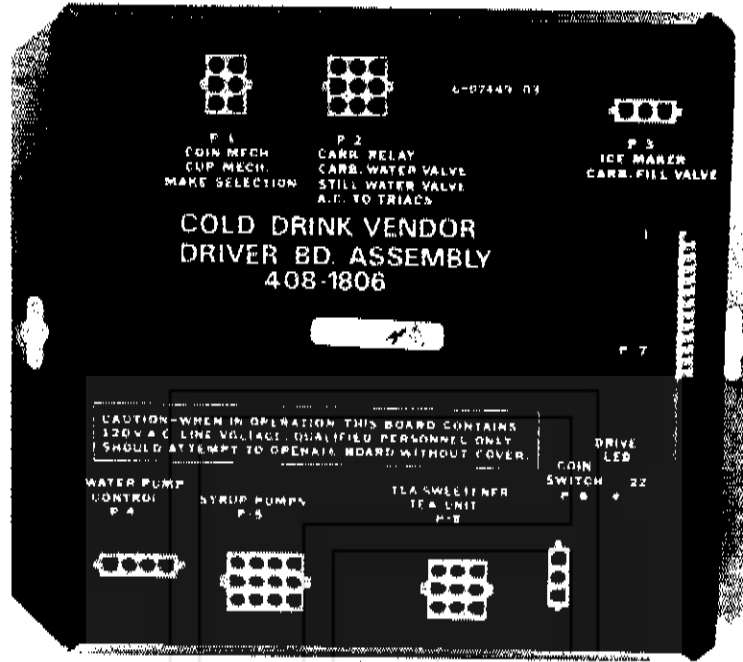 6-07449 03
P 1
COIN MECH
CUP MECH.
MAKE SELECTION
P 2
CARB. RELAY
CARB. WATER VALVE
STILL WATER VALVE
A.C. TO TRIACS
P 3
ICE MAKER
CARB. FILL VALVE
COLD DRINK VENDOR
DRIVER BD. ASSEMBLY
408-1806
1
P 7
CAUTION-WHEN IN OPERATION THIS BOARD CONTAINS
120 V A C LINE VOLTAGE. QUALIFIED PERSONNEL ONLY
SHOULD ATTEMPT TO OPERATE BOARD WITHOUT COVER.
DRIVE
LED
22
COIN
SWITCH
WATER PUMP
CONTROL
P 4
SYRUP PUMPS
P-5
TEA SWEETENER
TEA UNIT